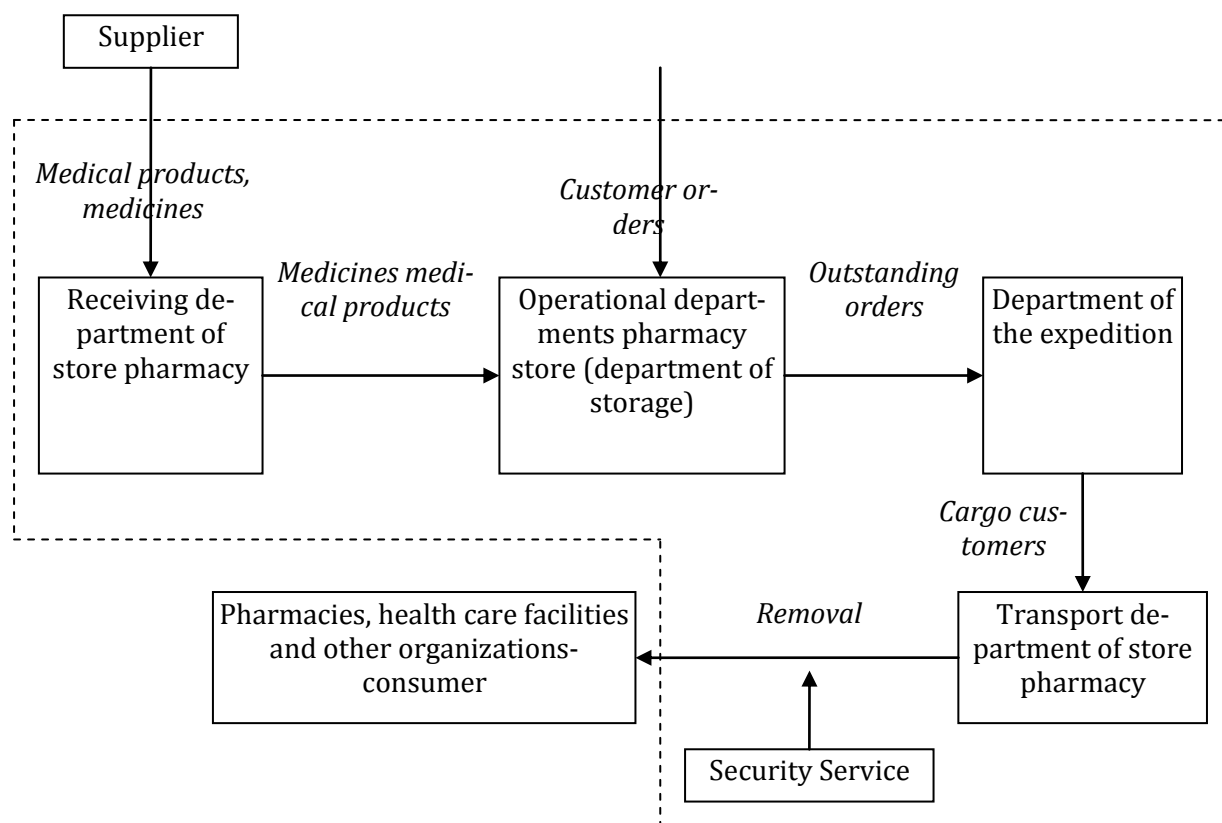 Supplier
Medical products,
medicines
Customer or-
ders
Receiving de-
partment of
store pharmacy
Medicines medi-
cal products
Operational depart-
ments pharmacy
store (department of
storage)
Outstanding
orders
Department of
the expedition
Cargo cus-
tomers
Pharmacies, health care facilities
and other organizations-
consumer
Removal
Transport de-
partment of store
pharmacy
Security Service